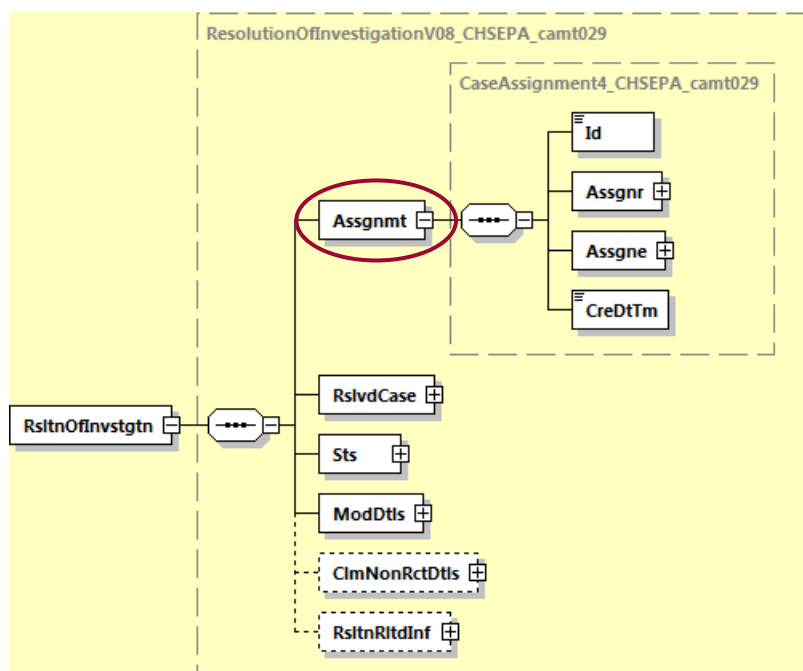 ResolutionOfInvestigationV08_CHSEPA_camt029
CaseAssignment4_CHSEPA_camt029
Id
Assgnr
Assgnmt
Assgne
CreDtTm
RslvdCase
RsltnOfInvstgtn
Sts
ModDtls
ClmNonRctDtls
RsltnRltdInf